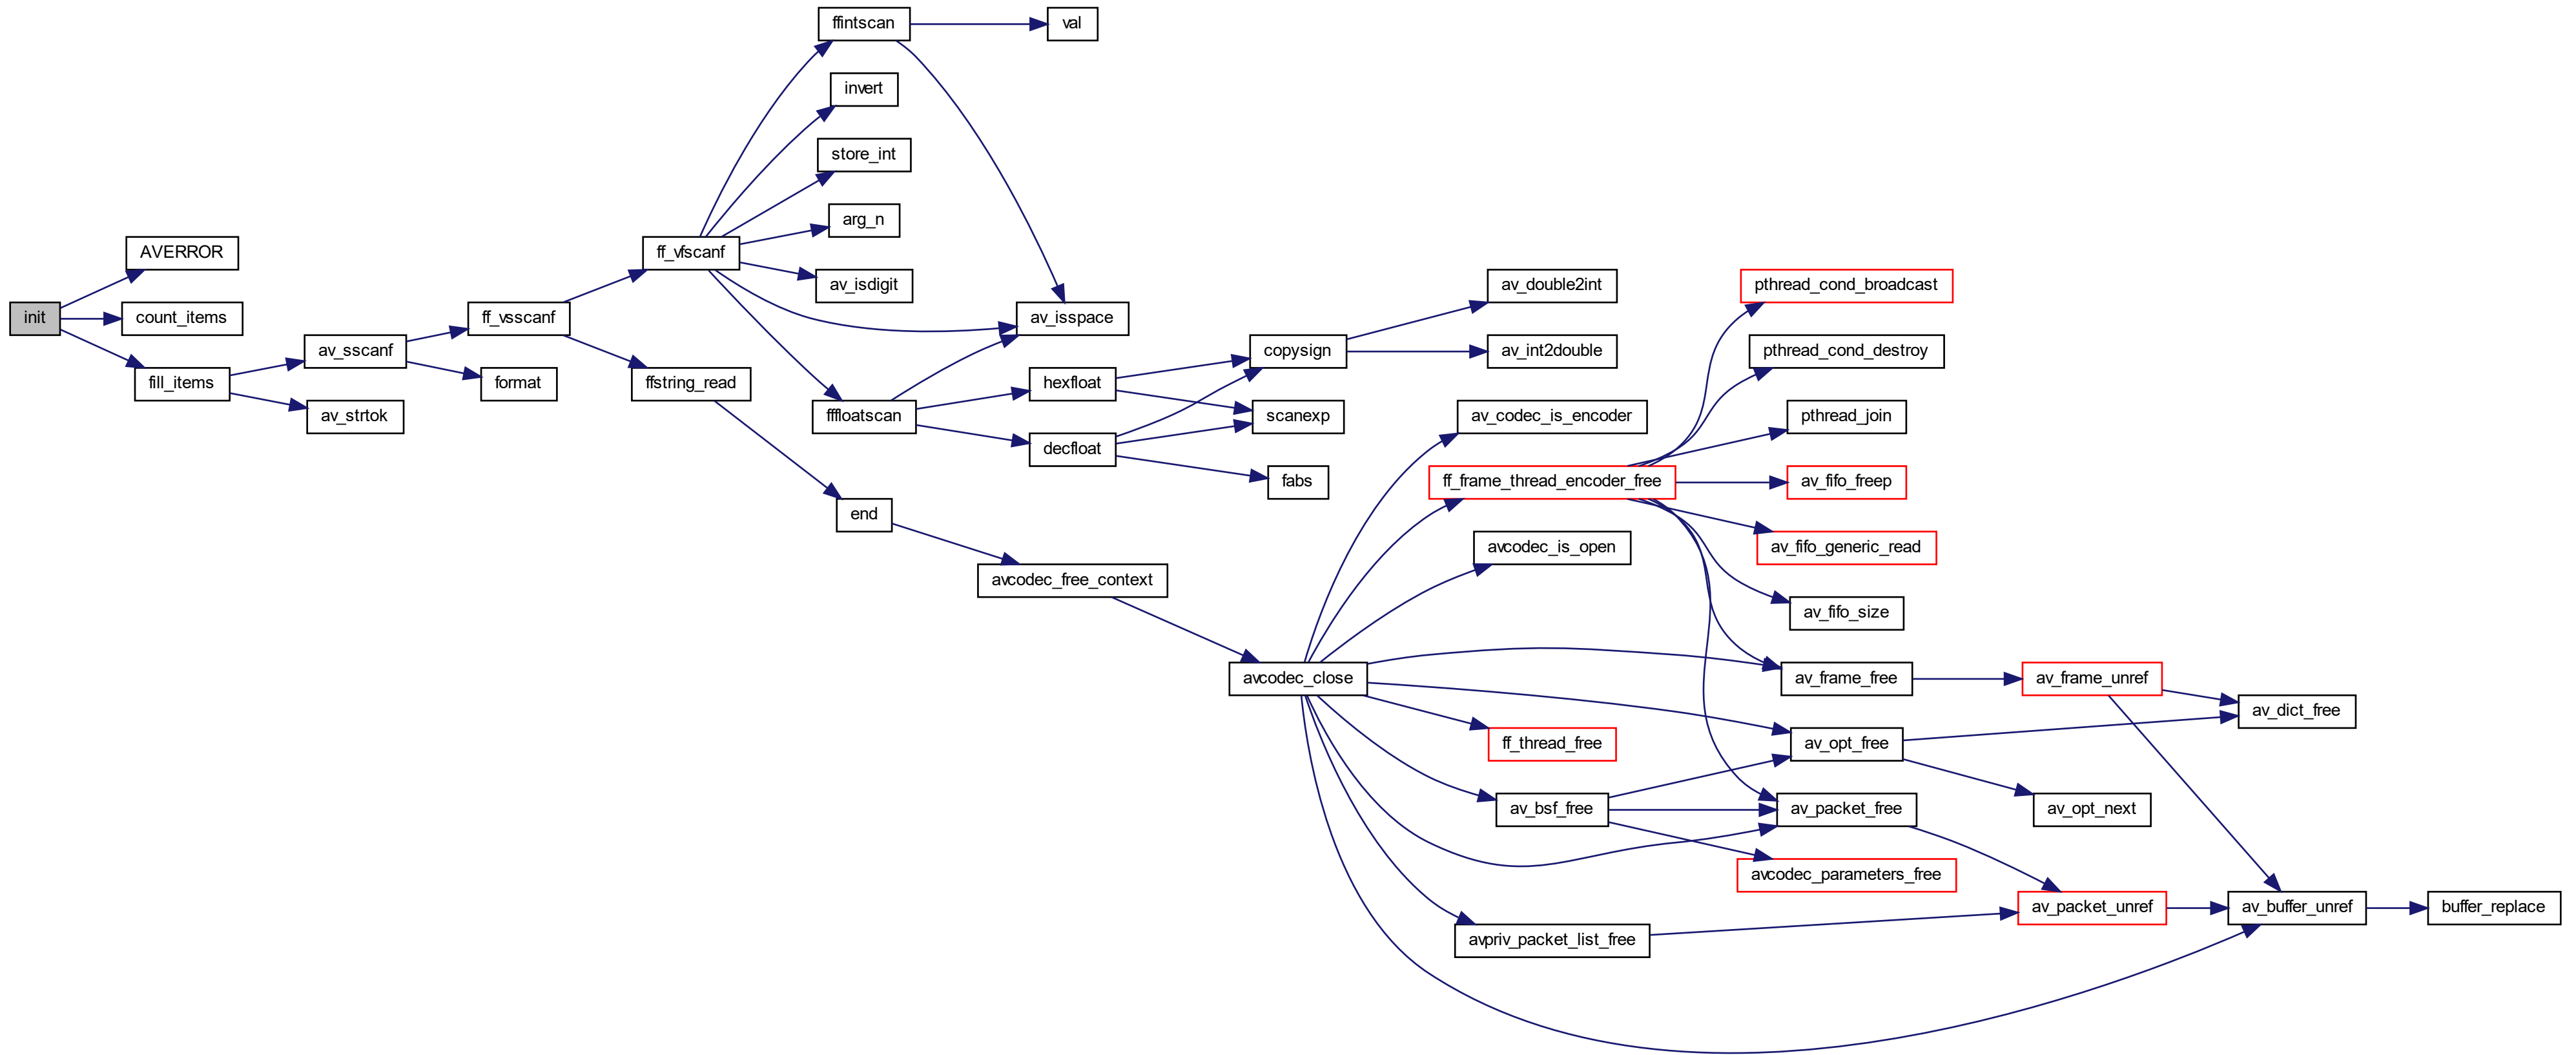 init
AVERROR
count_items
fill_items
av_sscanf
av_strtok
ff_vsscanf
format
ff_vfscanf
ffstring_read
ffintscan
invert
store_int
arg_n
av_isdigit
fffloatscan
end
val
av_isspace
hexfloat
decfloat
avcodec_free_context
copysign
scanexp
fabs
avcodec_close
av_double2int
av_int2double
av_codec_is_encoder
ff_frame_thread_encoder_free
avcodec_is_open
ff_thread_free
av_bsf_free
avpriv_packet_list_free
pthread_cond_broadcast
pthread_cond_destroy
pthread_join
av_fifo_freep
av_fifo_generic_read
av_fifo_size
av_frame_free
av_opt_free
av_packet_free
avcodec_parameters_free
av_frame_unref
av_opt_next
av_packet_unref
av_dict_free
av_buffer_unref
buffer_replace